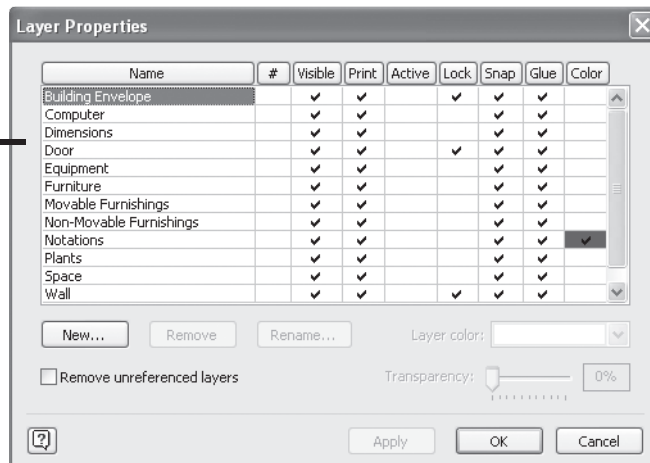 Layer Properties
Name # Visible Print Active Lock Snap Glue Color
Building Envelope
Computer
Dimensions
Door
Equipment
Furniture
Movable Furnishings
Non-Movable Furnishings
Notations
Plants
Space
Wall
New... Remove Rename... Layer color:
Remove unreferenced layers Transparency: 0%
? Apply OK Cancel